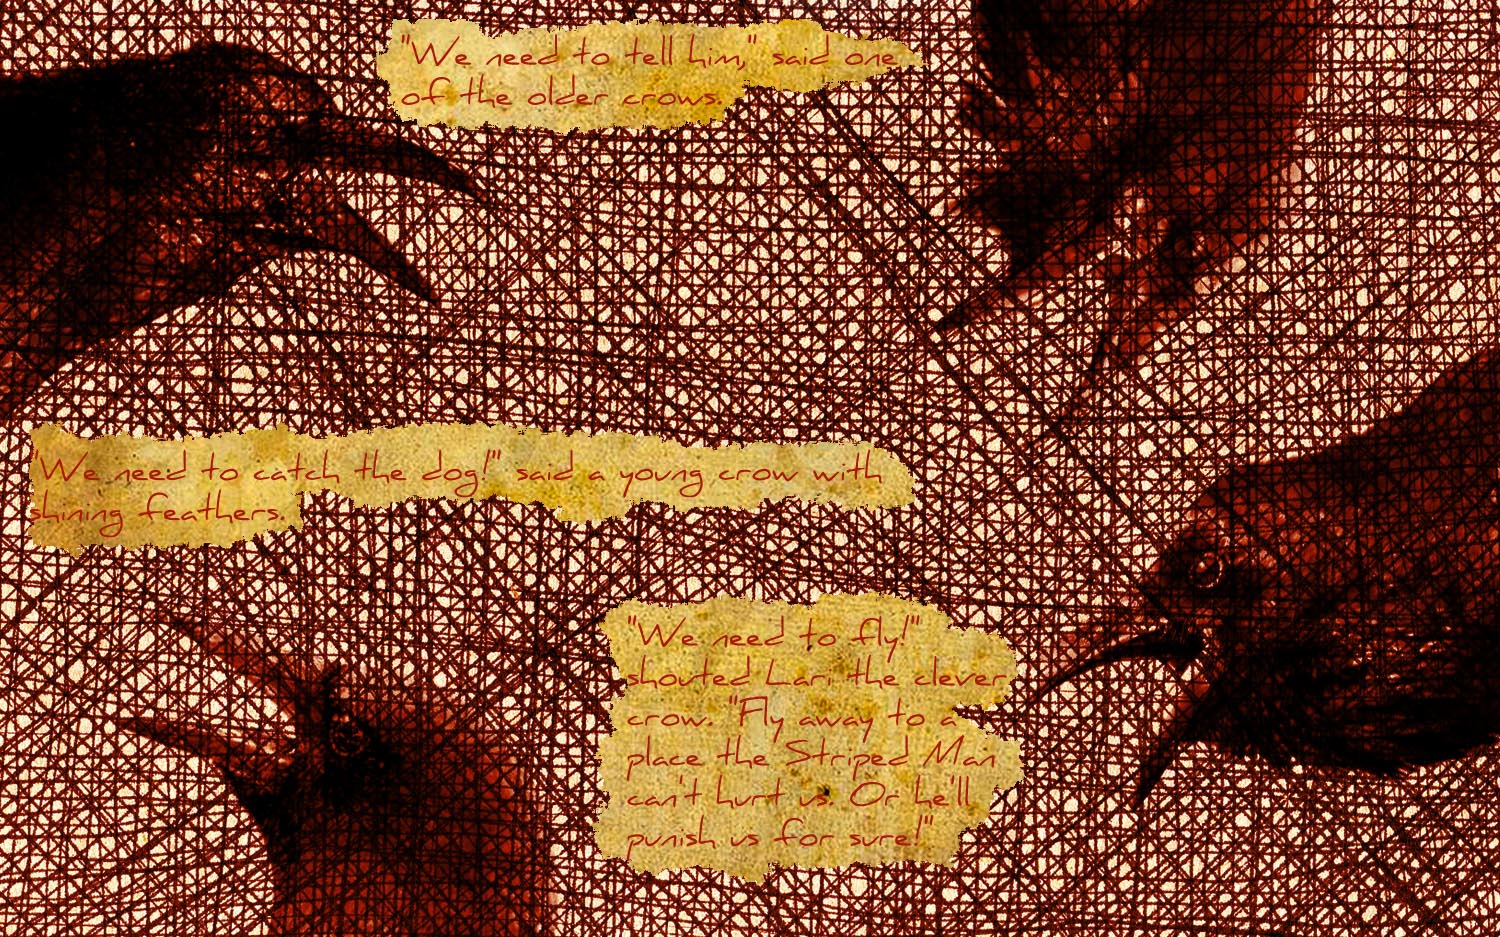 "We need to tell him," said one
of the older crows.
"We need to catch the dog!" said a young crow with
shining feathers.
"We need to fly!"
shouted Lari the clever
crow. "Fly away to a
place the Striped Man
can't hurt us. Or he'll
punish us for sure!"